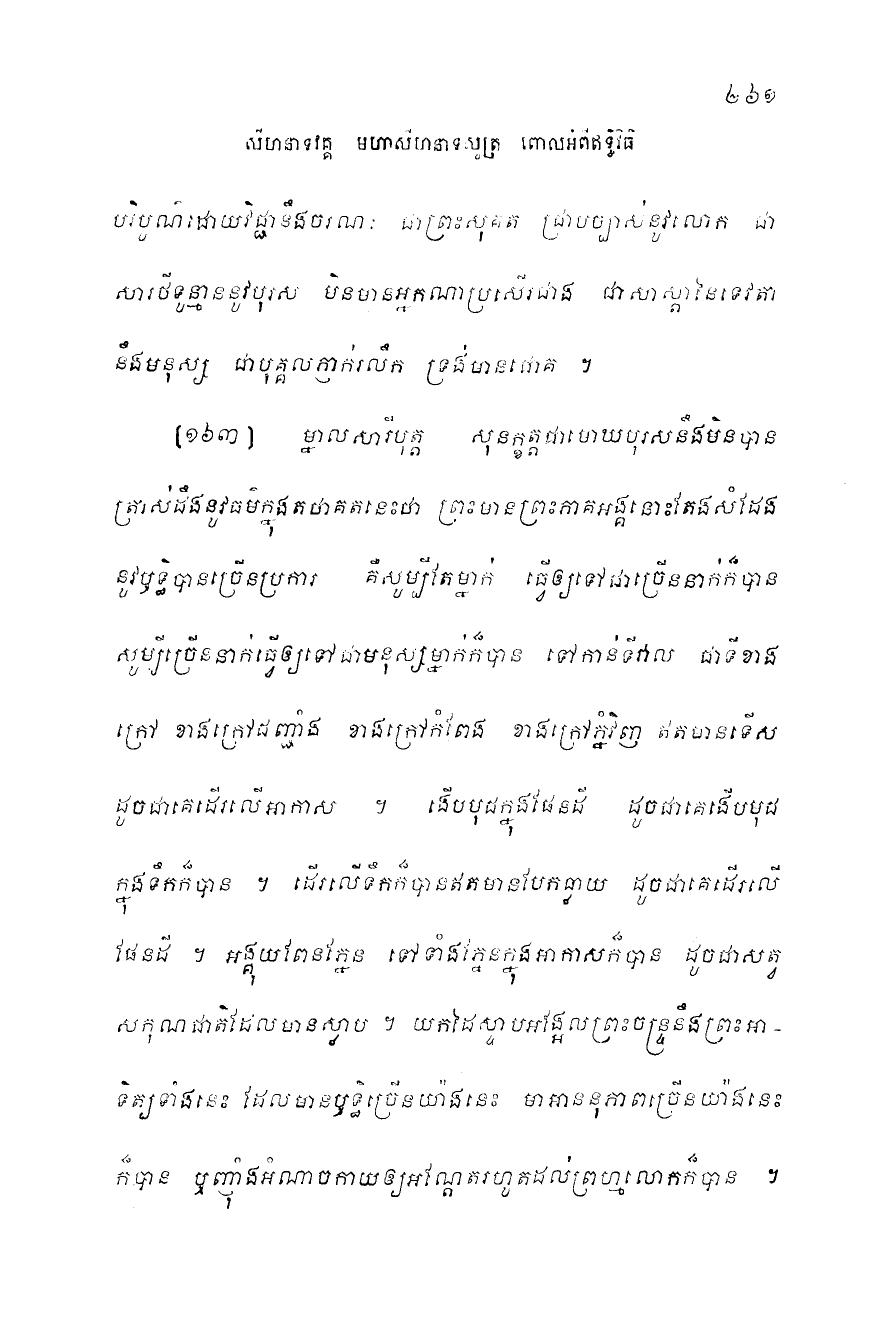 ២៦១
សីហនាទវគ្គ មហាសីហនាទសូត្រ ពោលអំពីឥទ្ធិវិធី
បរិបូណ៌ដោយវិជ្ជានឹងចរណៈ ជាព្រះសុគត ជ្រាបច្បាស់នូវលោក ជា
សារថីទូន្មាននូវបុរស មិនមានអ្នកណាប្រសើរជាង ជាសាស្តានៃទេវតា
នឹងមនុស្ស ជាបុគ្គលភ្ញាក់រលឹក ទ្រង់មានជោគ ។
[១៦៣] ម្នាលសារីបុត្ត សុនក្ខត្តជាមោឃបុរសនឹងមិនបាន
ត្រាស់ដឹងនូវធម៌ក្នុងតថាគតនេះថា ព្រះមានព្រះភាគអង្គនោះតែងសំដែង
នូវឫទ្ធិបានច្រើនប្រការ គឺសូម្បីតែម្នាក់ ធ្វើឲ្យទៅជាច្រើននាក់ក៏បាន
សូម្បីច្រើននាក់ធ្វើឲ្យទៅជាមនុស្សម្នាក់ក៏បាន ទៅកាន់ទីវាល ជាទីខាង
ក្រៅ ខាងក្រៅជញ្ជាំង ខាងក្រៅកំពែង ខាងក្រៅភ្នំវិញ ឥតមានទើស
ដូចជាគេដើរលើអាកាស ។ ងើបមុជក្នុងផែនដី ដូចជាគេងើបមុជ
ក្នុងទឹកក៏បាន ។ ដើរលើទឹកក៏បានឥតមានបែកធ្លាយ ដូចជាគេដើរលើ
ផែនដី ។ អង្គុយពែនភ្នែន ទៅទាំងភ្នែនក្នុងអាកាសក៏បាន ដូចជាសត្វ
សកុណជាតិដែលមានស្លាប ។ យកដៃស្ទាបអង្អែលព្រះចន្ទ្រនឹងព្រះអា-
ទិត្យទាំងនេះ ដែលមានឫទ្ធិច្រើនយ៉ាងនេះ មានអានុភាពច្រើនយ៉ាងនេះ
ក៏បាន ឬញ៉ាំងអំណាចកាយឲ្យអណ្តែតរហូតដល់ព្រហ្មលោកក៏បាន ។